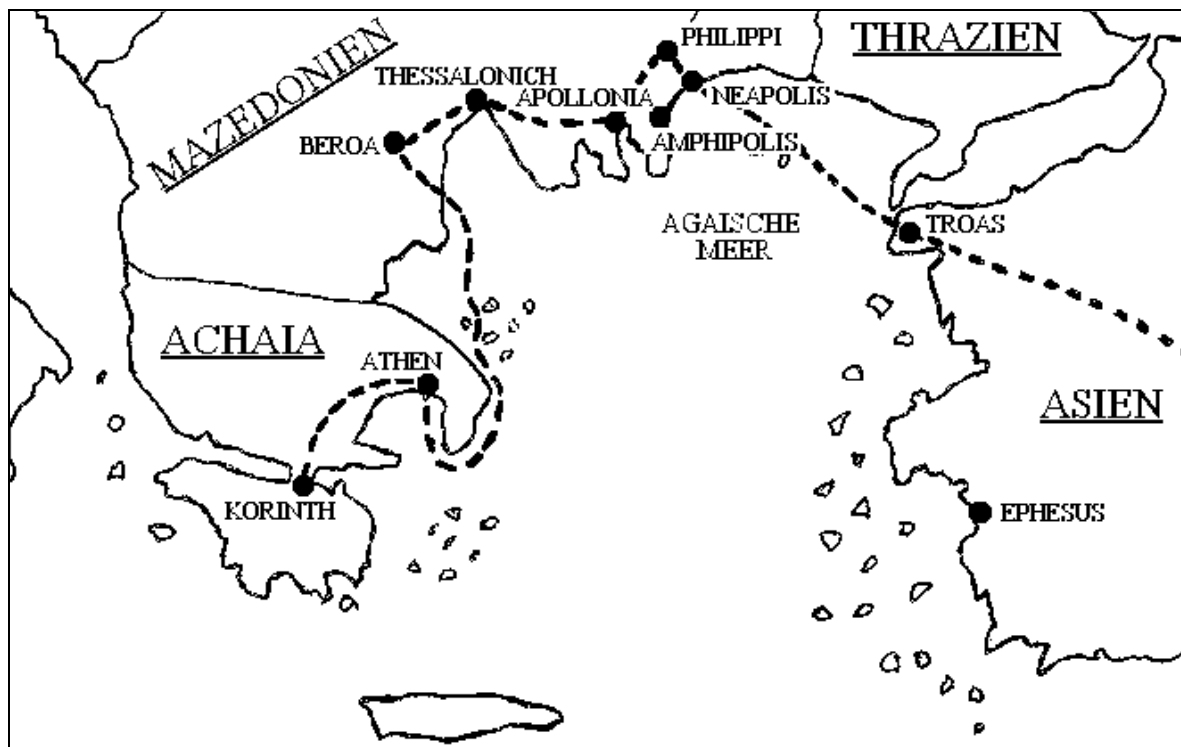 PHILIPPI
THRAZIEN
THESSALONICH
APOLLONIA
NEAPOLIS
MAZEDONIEN
BEROA
AMPHIPOLIS
AGAISCHE
MEER
TROAS
ACHAIA
ATHEN
ASIEN
KORINTH
EPHESUS